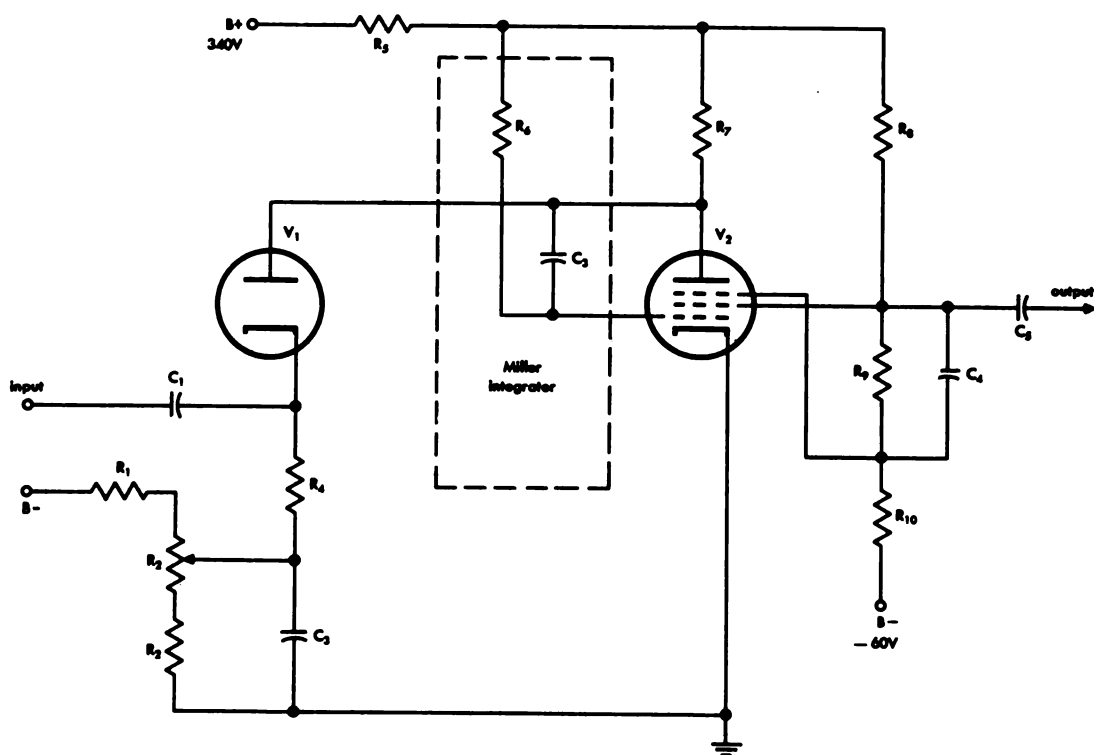 B+
340V
R₅
R₆
R₇
R₈
V₁
V₂
C₃
output
C₅
Miller
integrater
R₉
C₄
input
C₁
R₁
B-
R₄
R₂
R₂
C₃
R₁₀
B-
- 60V